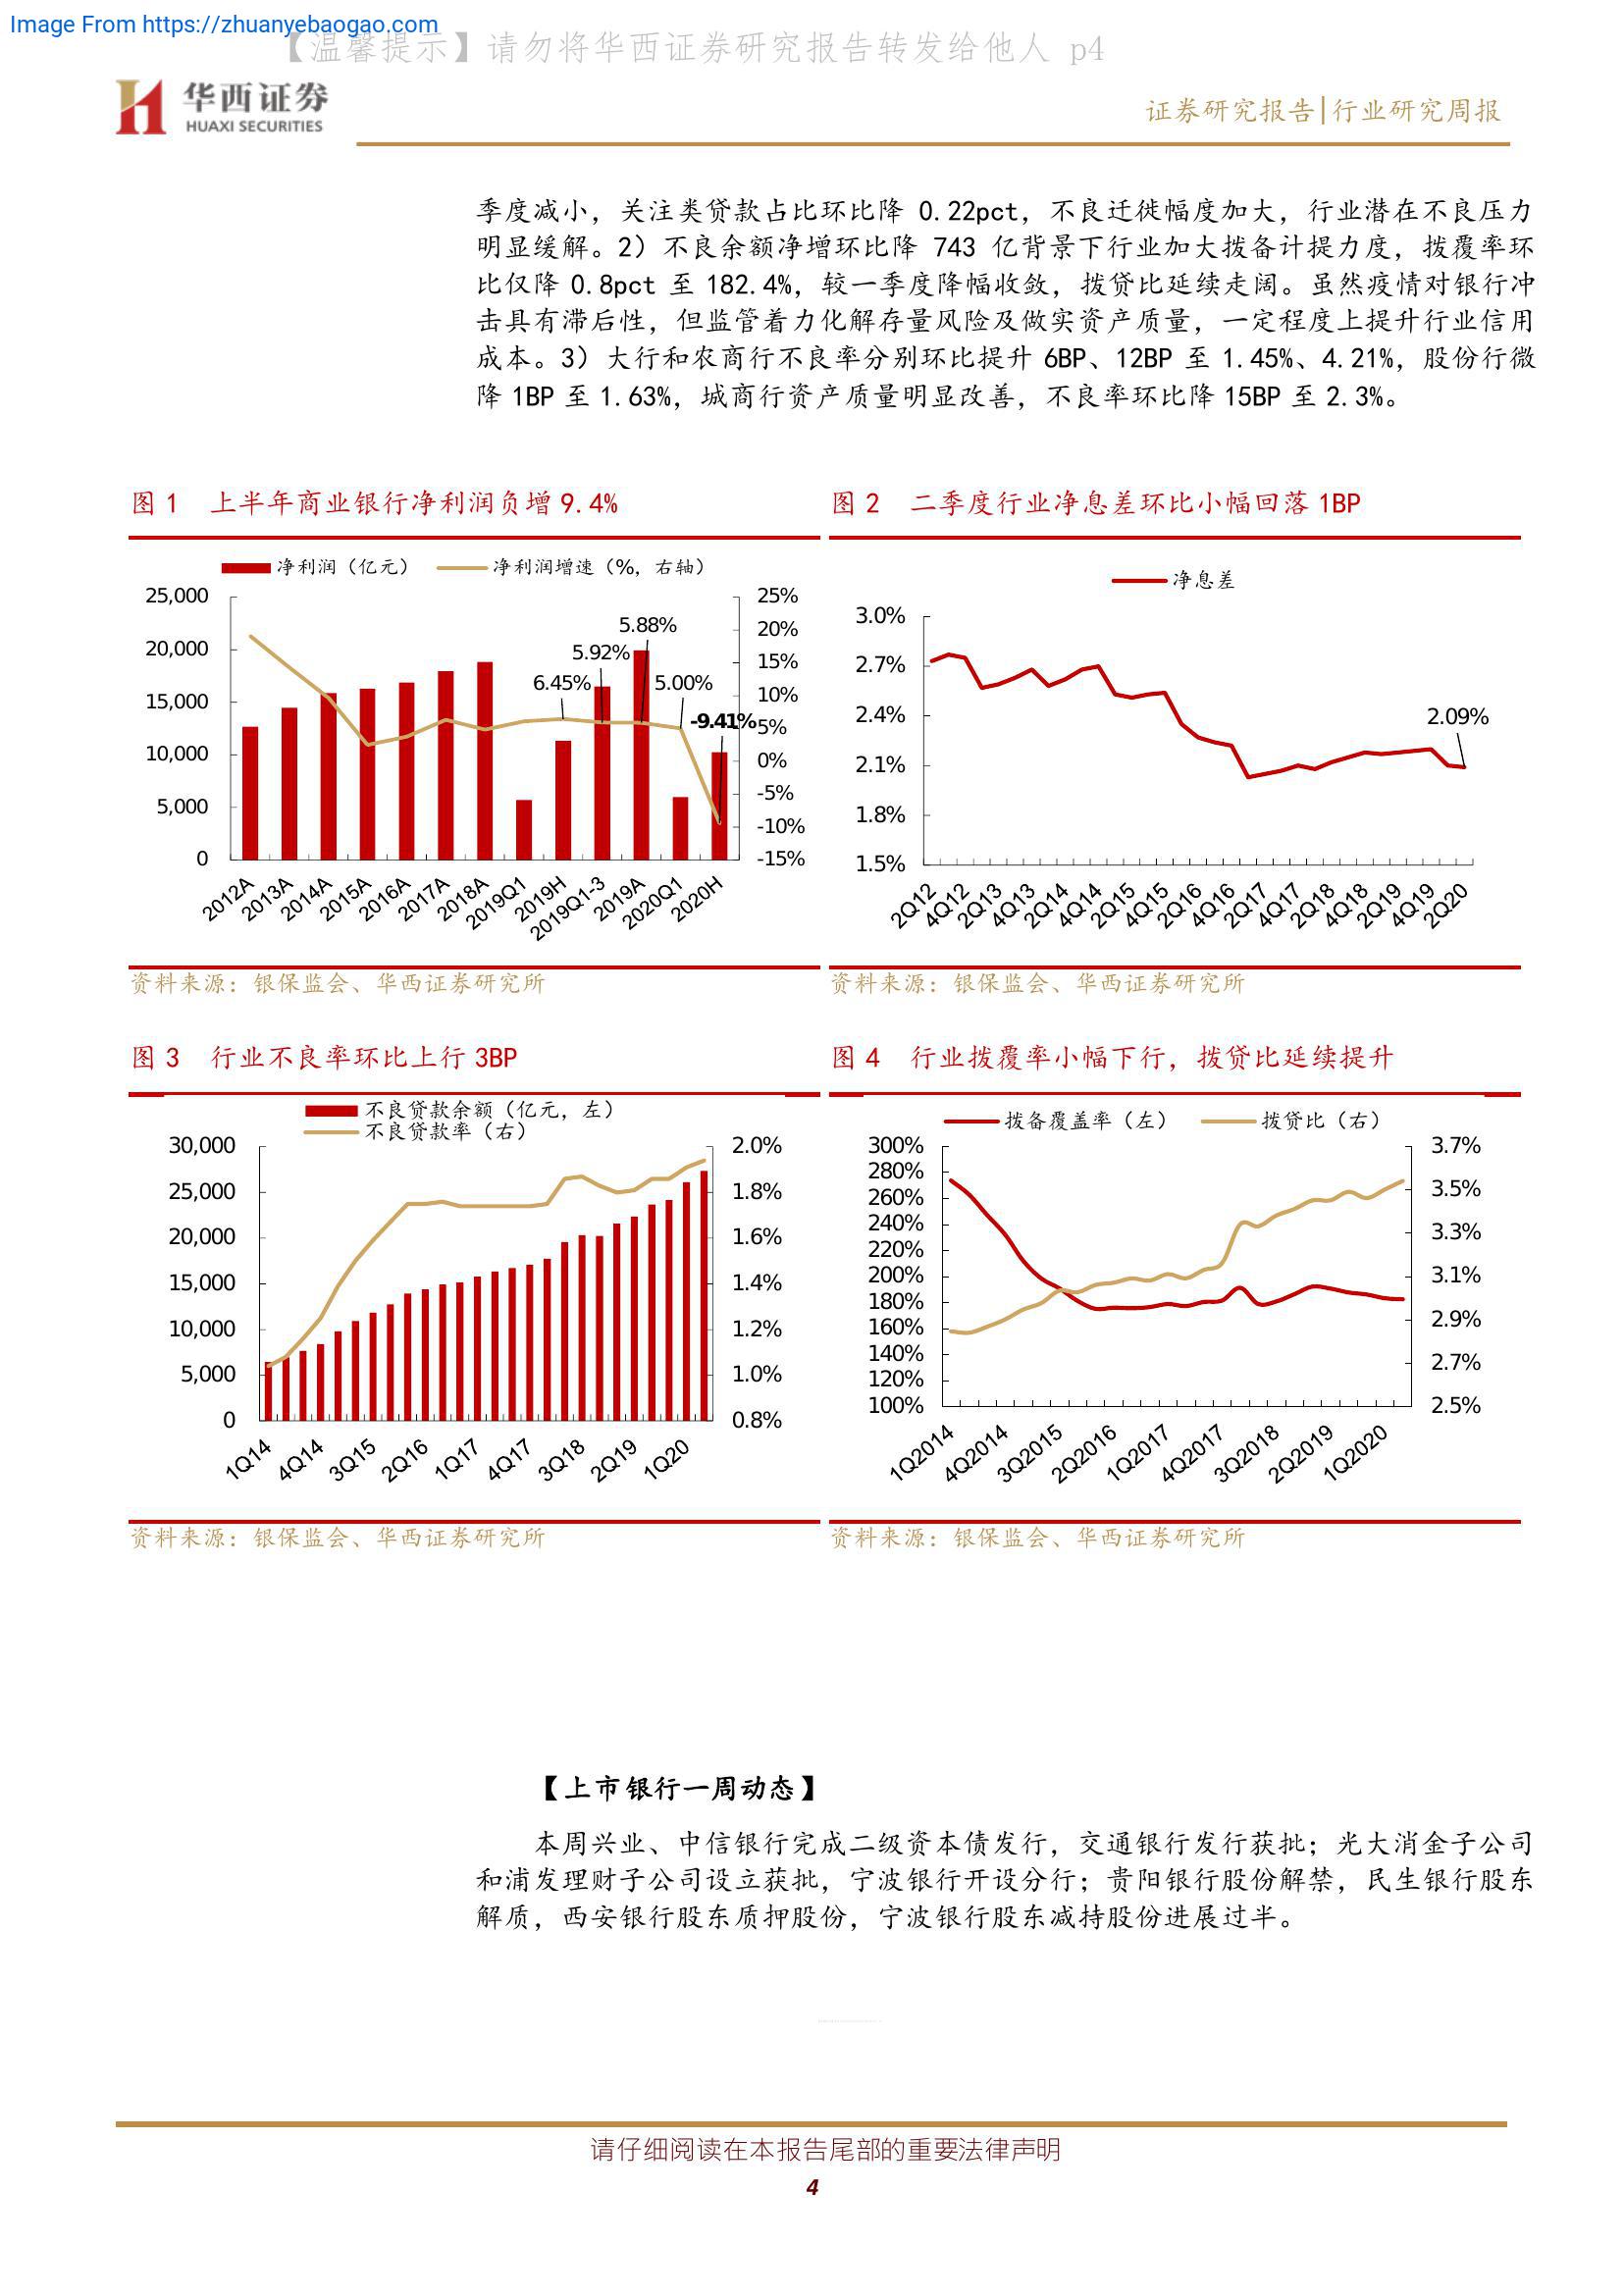 Image From https://zhuanyebaogao.com
【温馨提示】请勿将华西证券研究报告转发给他人 p4
华西证券
HUAXI SECURITIES
证券研究报告|行业研究周报
季度减小，关注类贷款占比环比降 0.22pct，不良迁徙幅度加大，行业潜在不良压力
明显缓解。2）不良余额净增环比降 743 亿背景下行业加大拨备计提力度，拨覆率环
比仅降 0.8pct 至 182.4%，较一季度降幅收敛，拨贷比延续走阔。虽然疫情对银行冲
击具有滞后性，但监管着力化解存量风险及做实资产质量，一定程度上提升行业信用
成本。3）大行和农商行不良率分别环比提升 6BP、12BP 至 1.45%、4.21%，股份行微
降 1BP 至 1.63%，城商行资产质量明显改善，不良率环比降 15BP 至 2.3%。
图 1 上半年商业银行净利润负增 9.4%
净利润（亿元） 净利润增速（%，右轴）
25,000
20,000
15,000
10,000
5,000
0
25%
20%
15%
10%
5%
0%
-5%
-10%
-15%
6.45%
5.92%
5.88%
5.00%
-9.41%
2012A 2013A 2014A 2015A 2016A 2017A 2018A 2019Q1 2019H 2019Q1-3 2019A 2020Q1 2020H
资料来源：银保监会、华西证券研究所
图 2 二季度行业净息差环比小幅回落 1BP
净息差
3.0%
2.7%
2.4%
2.1%
1.8%
1.5%
2.09%
2Q12 4Q12 2Q13 4Q13 2Q14 4Q14 2Q15 4Q15 2Q16 4Q16 2Q17 4Q17 2Q18 4Q18 2Q19 4Q19 2Q20
资料来源：银保监会、华西证券研究所
图 3 行业不良率环比上行 3BP
不良贷款余额（亿元，左）
不良贷款率（右）
30,000
25,000
20,000
15,000
10,000
5,000
0
2.0%
1.8%
1.6%
1.4%
1.2%
1.0%
0.8%
1Q14 4Q14 3Q15 2Q16 1Q17 4Q17 3Q18 2Q19 1Q20
资料来源：银保监会、华西证券研究所
图 4 行业拨覆率小幅下行，拨贷比延续提升
拨备覆盖率（左） 拨贷比（右）
300%
280%
260%
240%
220%
200%
180%
160%
140%
120%
100%
3.7%
3.5%
3.3%
3.1%
2.9%
2.7%
2.5%
1Q2014 4Q2014 3Q2015 2Q2016 1Q2017 4Q2017 3Q2018 2Q2019 1Q2020
资料来源：银保监会、华西证券研究所
【上市银行一周动态】
本周兴业、中信银行完成二级资本债发行，交通银行发行获批；光大消金子公司
和浦发理财子公司设立获批，宁波银行开设分行；贵阳银行股份解禁，民生银行股东
解质，西安银行股东质押股份，宁波银行股东减持股份进展过半。
请仔细阅读在本报告尾部的重要法律声明
4